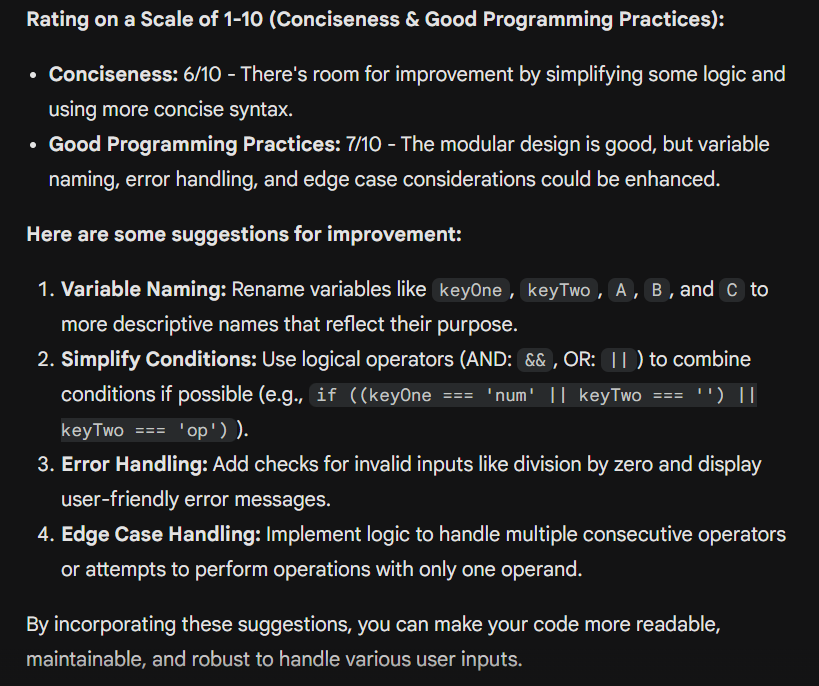 Rating on a Scale of 1-10 (Conciseness & Good Programming Practices):
• Conciseness: 6/10 - There's room for improvement by simplifying some logic and
using more concise syntax.
• Good Programming Practices: 7/10 - The modular design is good, but variable
naming, error handling, and edge case considerations could be enhanced.
Here are some suggestions for improvement:
1. Variable Naming: Rename variables like keyOne, keyTwo, A, B, and C to
more descriptive names that reflect their purpose.
2. Simplify Conditions: Use logical operators (AND: &&, OR: ||) to combine
conditions if possible (e.g., if ((keyOne === 'num' || keyTwo === '') ||
keyTwo === 'op')).
3. Error Handling: Add checks for invalid inputs like division by zero and display
user-friendly error messages.
4. Edge Case Handling: Implement logic to handle multiple consecutive operators
or attempts to perform operations with only one operand.
By incorporating these suggestions, you can make your code more readable,
maintainable, and robust to handle various user inputs.